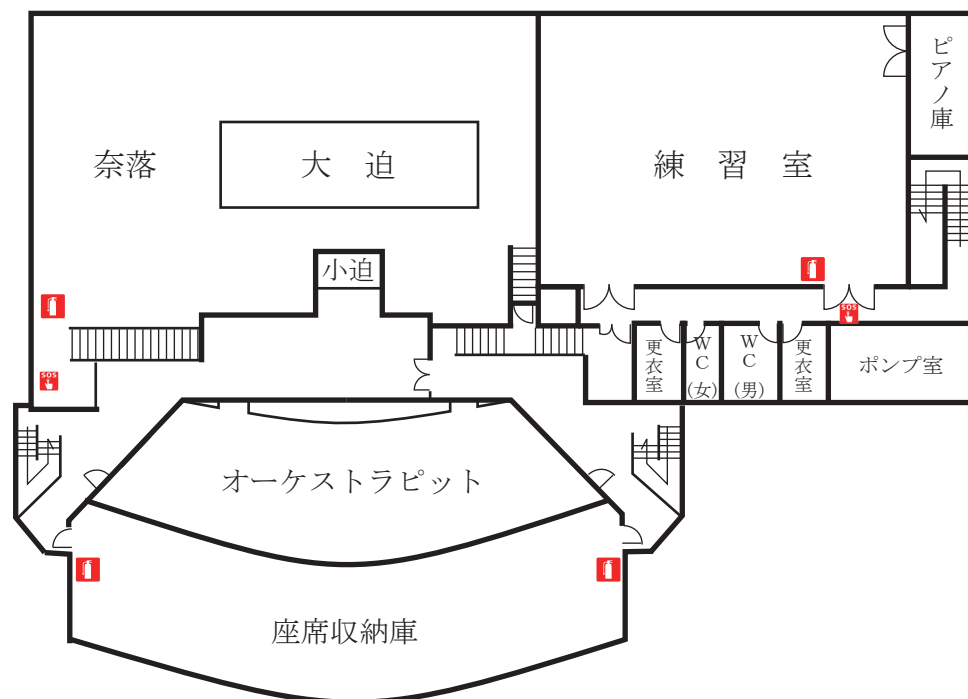 ピアノ庫
奈落
大 迫
練 習 室
小迫
SOS
SOS
更衣室
WC(女)
WC(男)
更衣室
ポンプ室
オーケストラピット
座席収納庫